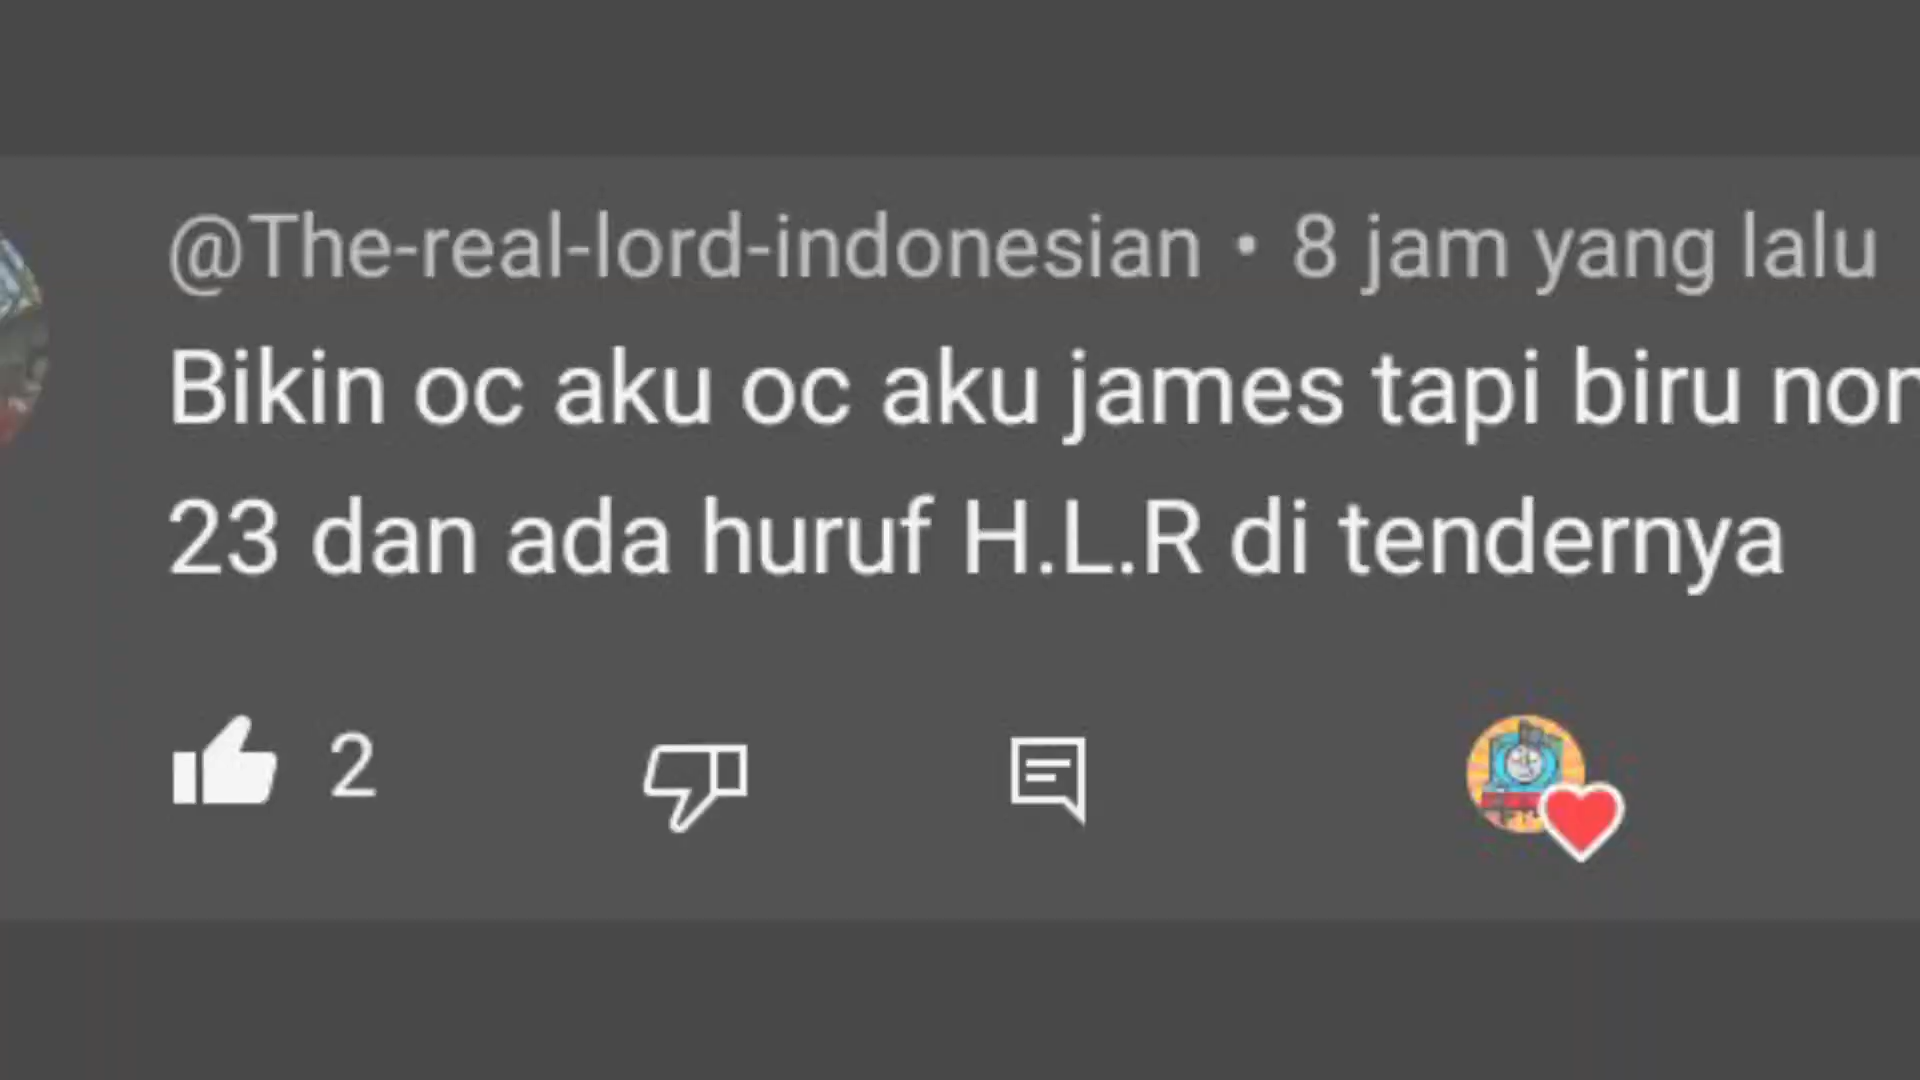 @The-real-lord-indonesian • 8 jam yang lalu
Bikin oc aku oc aku james tapi biru
23 dan ada huruf H.L.R di tendernya
2